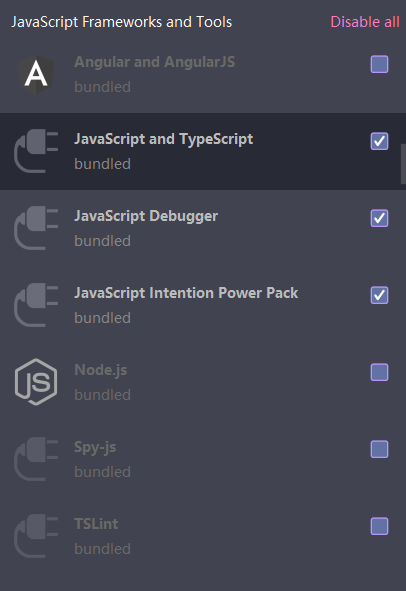 JavaScript Frameworks and Tools Disable all
Angular and AngularJS
bundled
JavaScript and TypeScript
bundled
JavaScript Debugger
bundled
JavaScript Intention Power Pack
bundled
JS Node.js
bundled
Spy-js
bundled
TSLint
bundled